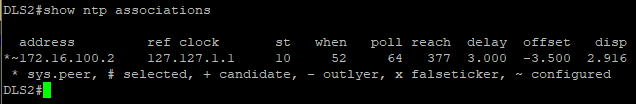 DLS2#show ntp associations
address ref clock st when poll reach delay offset disp
*~172.16.100.2 127.127.1.1 10 52 64 377 3.000 -3.500 2.916
* sys.peer, # selected, + candidate, - outlyer, x falseticker, ~ configured
DLS2#